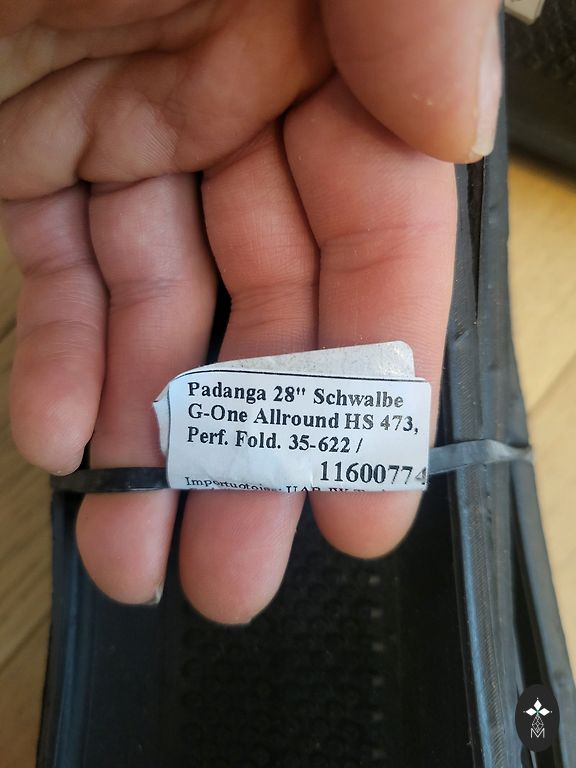 Padanga 28" Schwalbe
G-One Allround HS 473,
Perf. Fold. 35-622 /
11600774